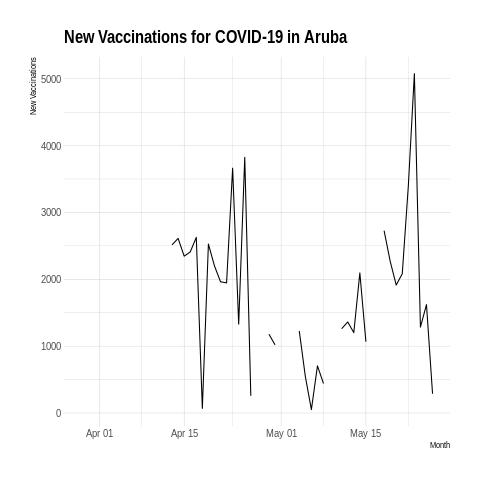 New Vaccinations for COVID-19 in Aruba
New Vaccinations
5000
4000
3000
2000
1000
0
Apr 01
Apr 15
May 01
May 15
Month